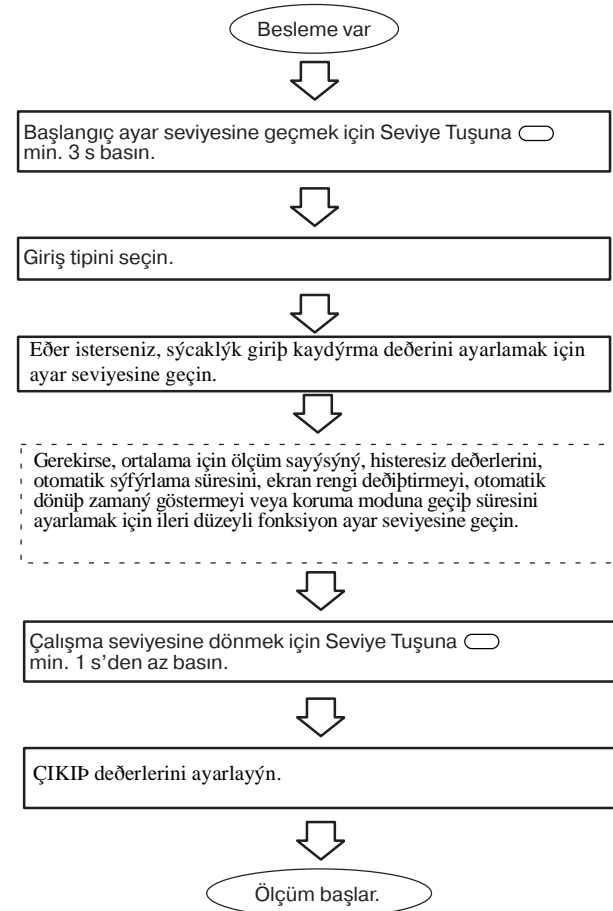 Besleme var
Başlangıç ayar seviyesine geçmek için Seviye Tuşuna
min. 3 s basın.
Giriş tipini seçin.
Eðer isterseniz, sýcaklýk giriþ kaydýrma deðerini ayarlamak için
ayar seviyesine geçin.
Gerekirse, ortalama için ölçüm sayýsýný, histeresiz deðerlerini,
otomatik sýfýrlama süresini, ekran rengi deðiþtirmeyi, otomatik
dönüþ zamaný göstermeyi veya koruma moduna geçiþ süresini
ayarlamak için ileri düzeyli fonksiyon ayar seviyesine geçin.
Çalışma seviyesine dönmek için Seviye Tuşuna
min. 1 s’den az basın.
ÇIKIÞ deðerlerini ayarlayýn.
Ölçüm başlar.